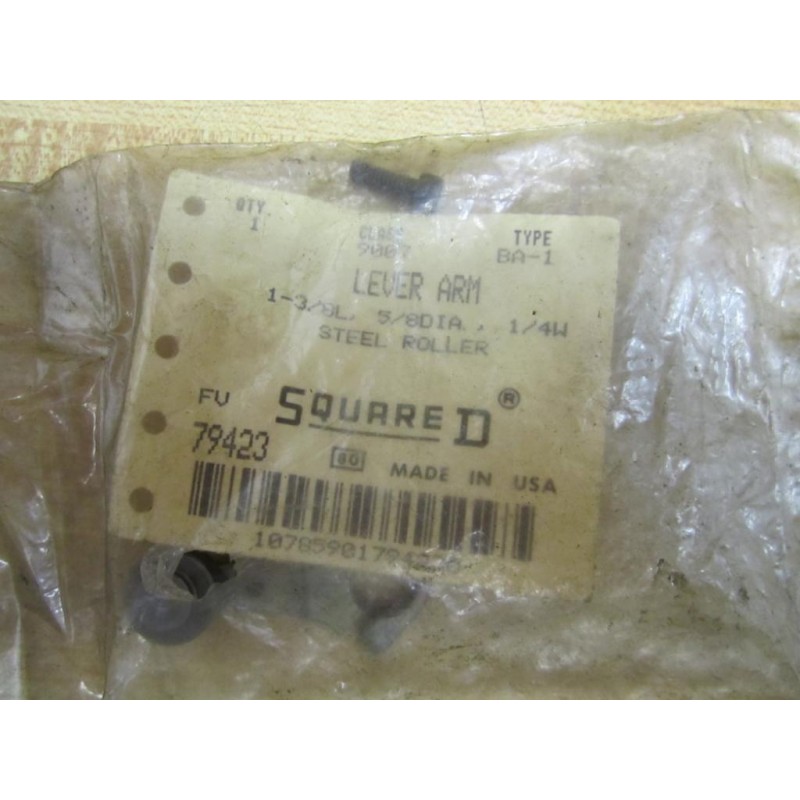 QTY. CLASS TYPE
1 9007 BA-1
LEVER ARM
1-3/8L, 5/8DIA., 1/4W
STEEL ROLLER
FV SQUARE D ®
79423
80 MADE IN USA